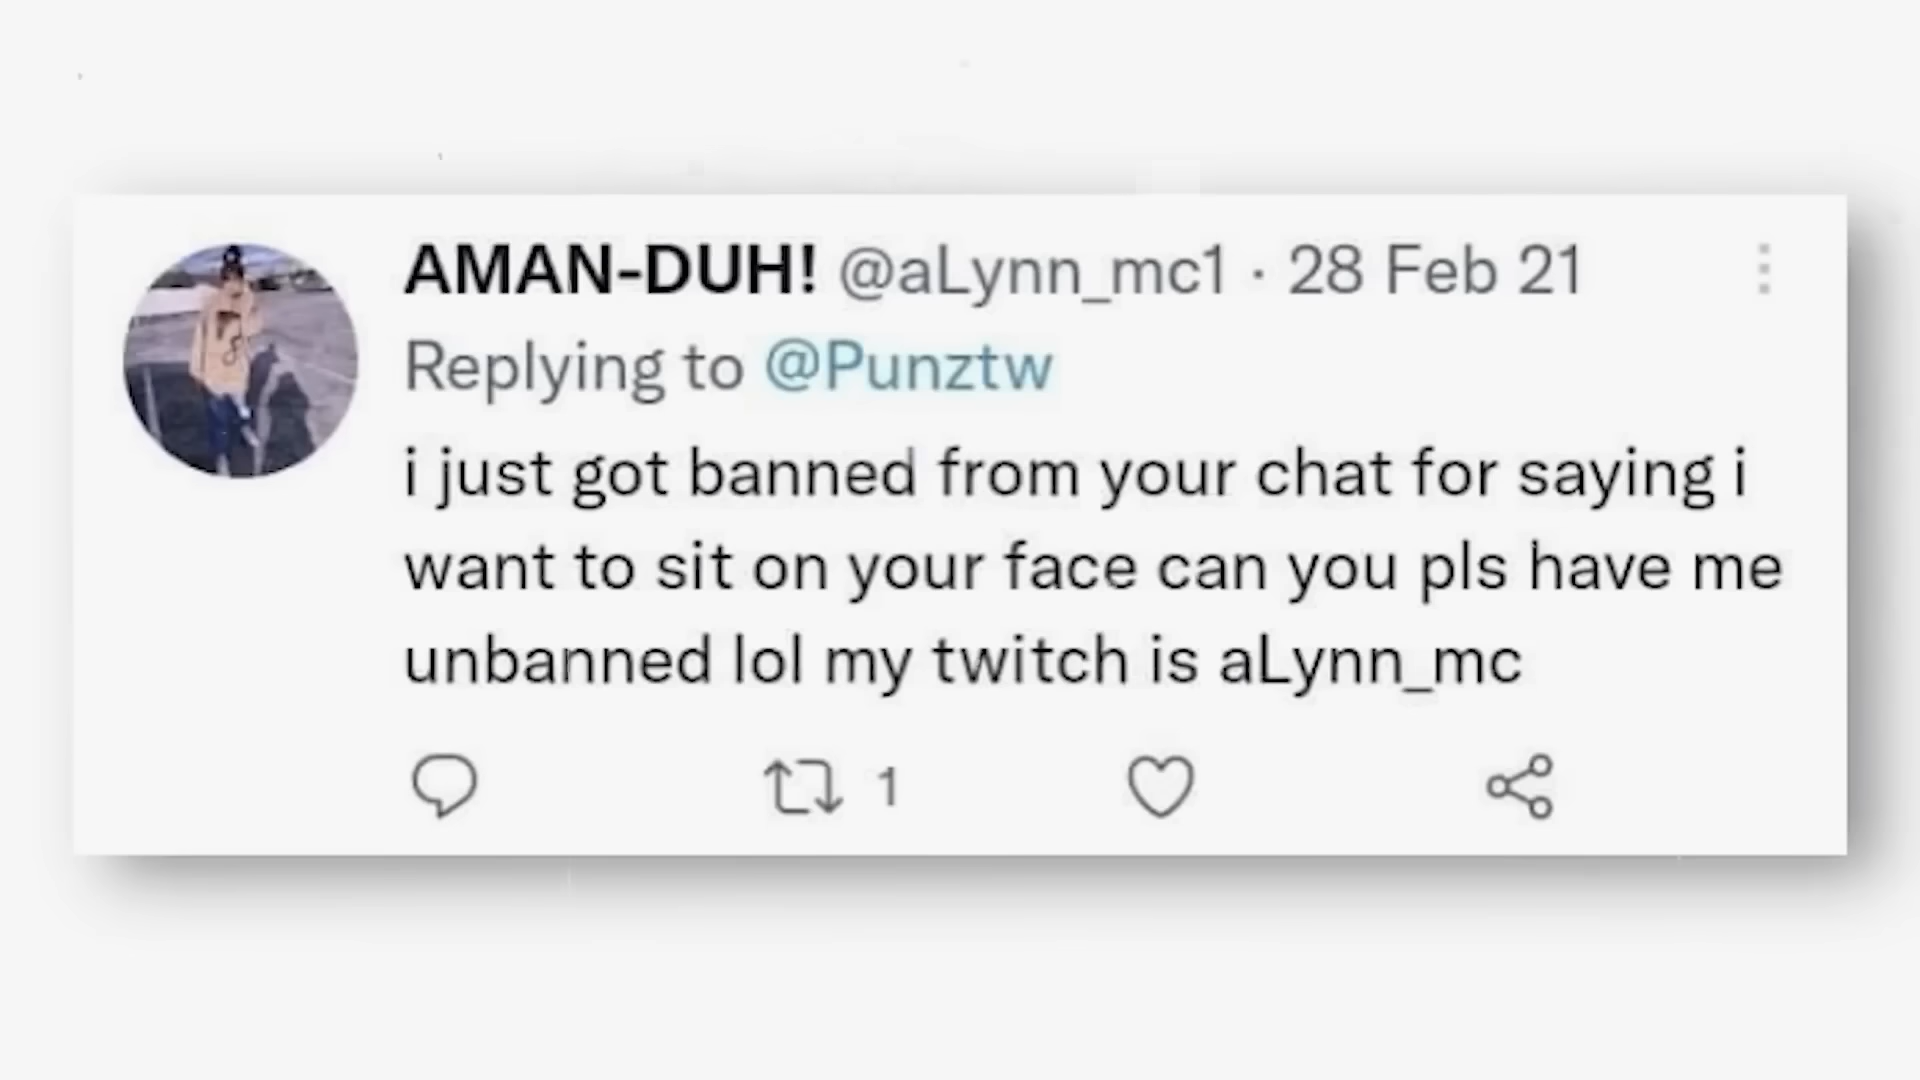 AMAN-DUH! @aLynn_mc1 · 28 Feb 21
Replying to @Punztw
i just got banned from your chat for saying i
want to sit on your face can you pls have me
unbanned lol my twitch is aLynn_mc
1